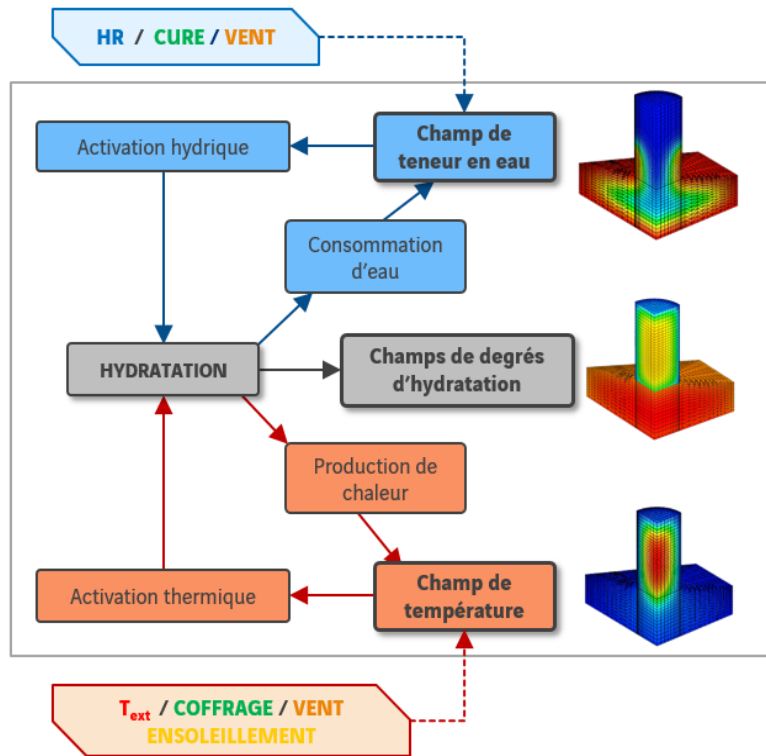 HR / CURE / VENT
Activation hydrique
Champ de
teneur en eau
Consommation
d'eau
HYDRATATION
Champs de degrés
d'hydratation
Production de
chaleur
Activation thermique
Champ de
température
Text / COFFRAGE / VENT
ENSOLEILLEMENT